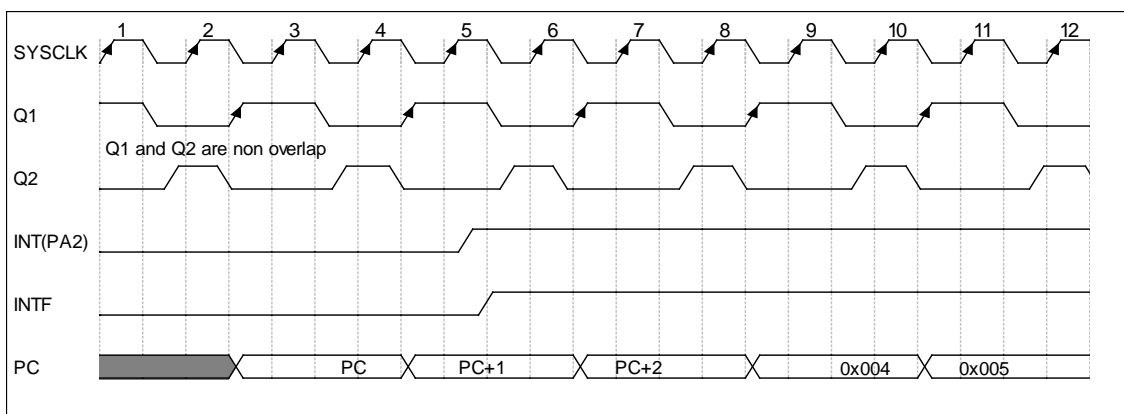 1 2 3 4 5 6 7 8 9 10 11 12
SYSCLK
Q1
Q1 and Q2 are non overlap
Q2
INT(PA2)
INTF
PC PC PC+1 PC+2 0x004 0x005